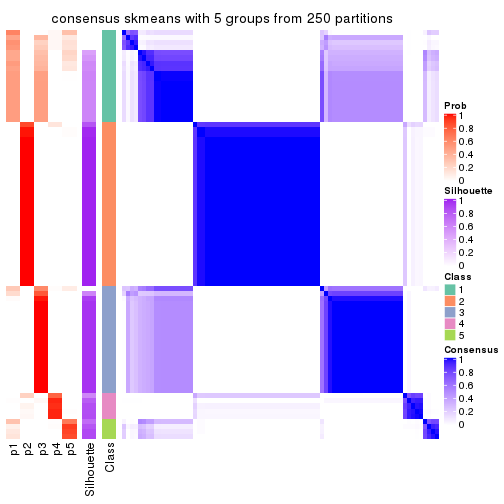 consensus skmeans with 5 groups from 250 partitions
Prob
1
0.8
0.6
0.4
0.2
0
Silhouette
1
0.8
0.6
0.4
0.2
0
Class
1
2
3
4
5
Consensus
1
0.8
0.6
0.4
0.2
0
p1
p2
p3
p4
p5
Silhouette
Class